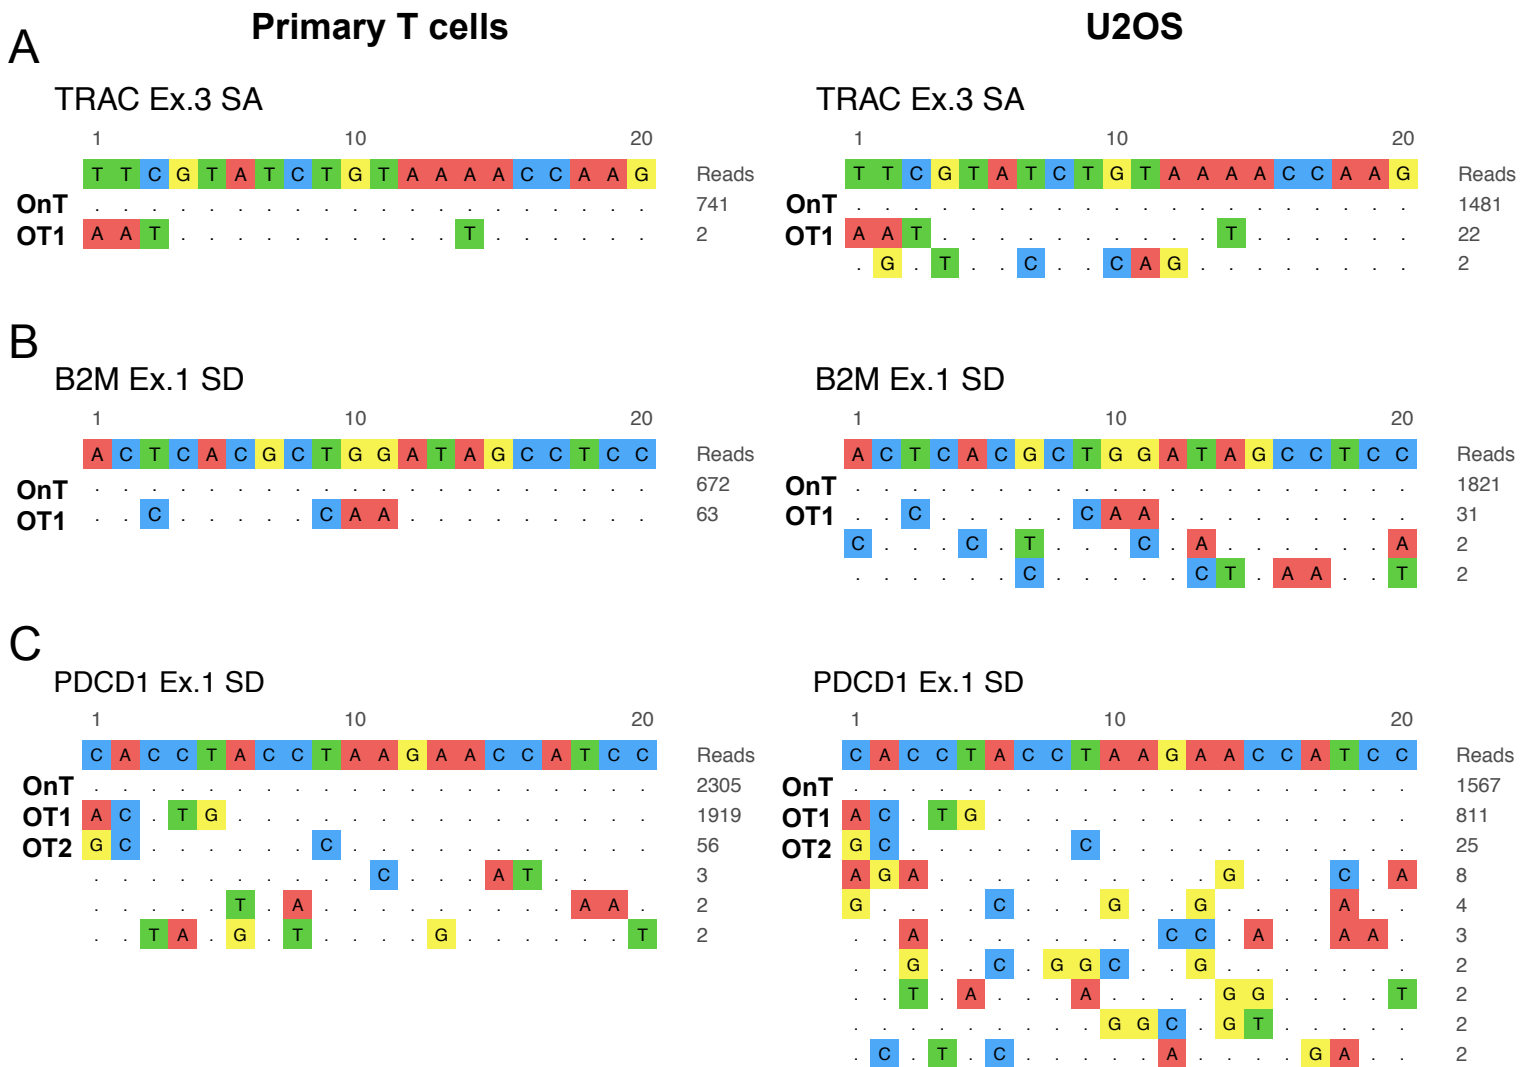 Primary T cells
U2OS
A
TRAC Ex.3 SA
1 10 20
T T C G T A T C T G T A A A A C C A A G Reads
OnT . . . . . . . . . . . . . . . . . . . . 741
OT1 A A T . . . . . . . . . . T . . . . . . 2
TRAC Ex.3 SA
1 10 20
T T C G T A T C T G T A A A A C C A A G Reads
OnT . . . . . . . . . . . . . . . . . . . . 1481
OT1 A A T . . . . . . . . . . T . . . . . . 22
. G . T . . C . . C A G . . . . . . . . 2
B
B2M Ex.1 SD
1 10 20
A C T C A C G C T G G A T A G C C T C C Reads
OnT . . . . . . . . . . . . . . . . . . . . 672
OT1 . . C . . . . . C A A . . . . . . . . . 63
B2M Ex.1 SD
1 10 20
A C T C A C G C T G G A T A G C C T C C Reads
OnT . . . . . . . . . . . . . . . . . . . . 1821
OT1 . . C . . . . . C A A . . . . . . . . . 31
C . . . C . T . . . C . A . . . . . . A 2
. . . . . . C . . . . . C T . A A . . T 2
C
PDCD1 Ex.1 SD
1 10 20
C A C C T A C C T A A G A A C C A T C C Reads
OnT . . . . . . . . . . . . . . . . . . . . 2305
OT1 A C . T G . . . . . . . . . . . . . . . 1919
OT2 G C . . . . . . C . . . . . . . . . . . 56
. . . . . . . . . . C . . . A T . . . . 3
. . . . . T . A . . . . . . . . . A A . 2
. . T A . G . T . . . . G . . . . . . T 2
PDCD1 Ex.1 SD
1 10 20
C A C C T A C C T A A G A A C C A T C C Reads
OnT . . . . . . . . . . . . . . . . . . . . 1567
OT1 A C . T G . . . . . . . . . . . . . . . 811
OT2 G C . . . . . . C . . . . . . . . . . . 25
A G A . . . . . . . . . . G . . . C . A 8
G . . . . C . . . G . . G . . . . A . . 4
. . A . . . . . . . . C C . A . . A A . 3
. . G . . C . G G C . . G . . . . . . . 2
. . T . A . . . A . . . . G G . . . . T 2
. . . . . . . . . G G C . G T . . . . . 2
. C . T . C . . . . . A . . . . G A . . 2